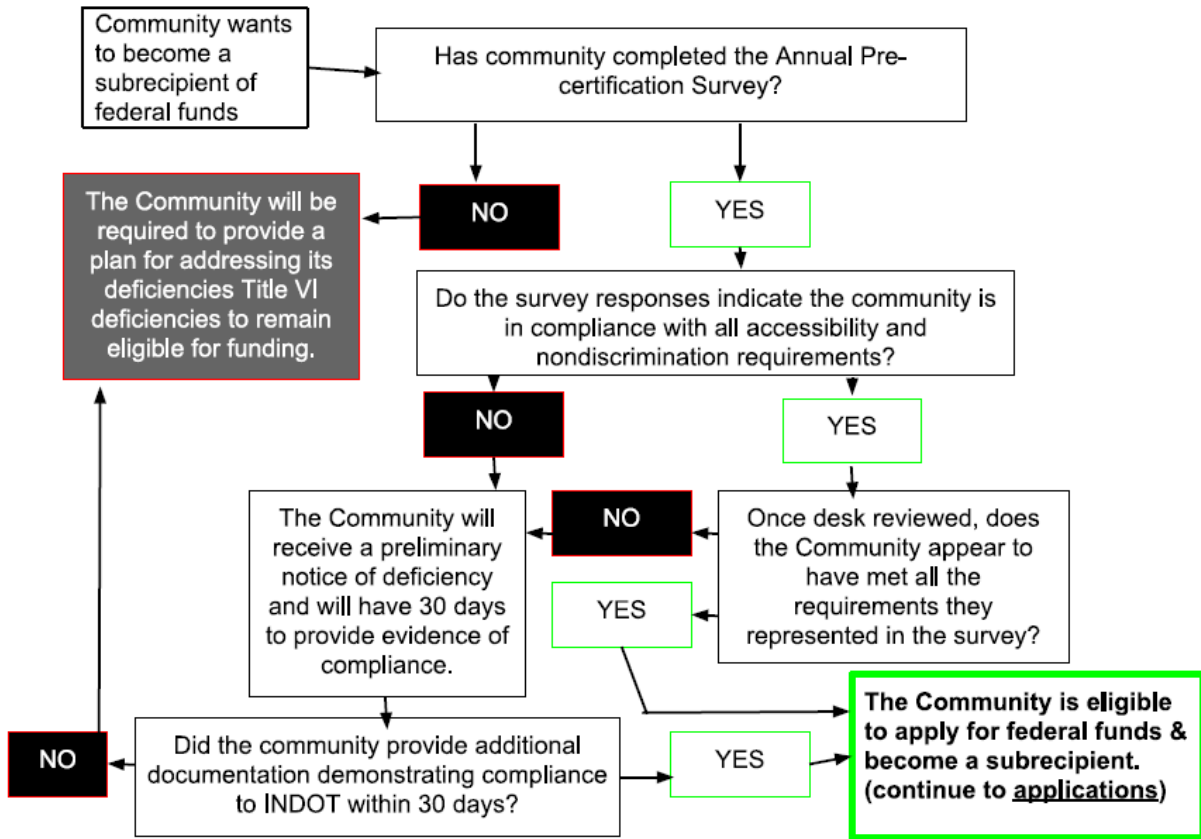 Community wants
to become a
subrecipient of
federal funds
Has community completed the Annual Pre-
certification Survey?
The Community will be
required to provide a
plan for addressing its
deficiencies Title VI
deficiencies to remain
eligible for funding.
NO
YES
Do the survey responses indicate the community is
in compliance with all accessibility and
nondiscrimination requirements?
NO
YES
The Community will
receive a preliminary
notice of deficiency
and will have 30 days
to provide evidence of
compliance.
NO
YES
Once desk reviewed, does
the Community appear to
have met all the
requirements they
represented in the survey?
NO
Did the community provide additional
documentation demonstrating compliance
to INDOT within 30 days?
YES
The Community is eligible
to apply for federal funds &
become a subrecipient.
(continue to applications)